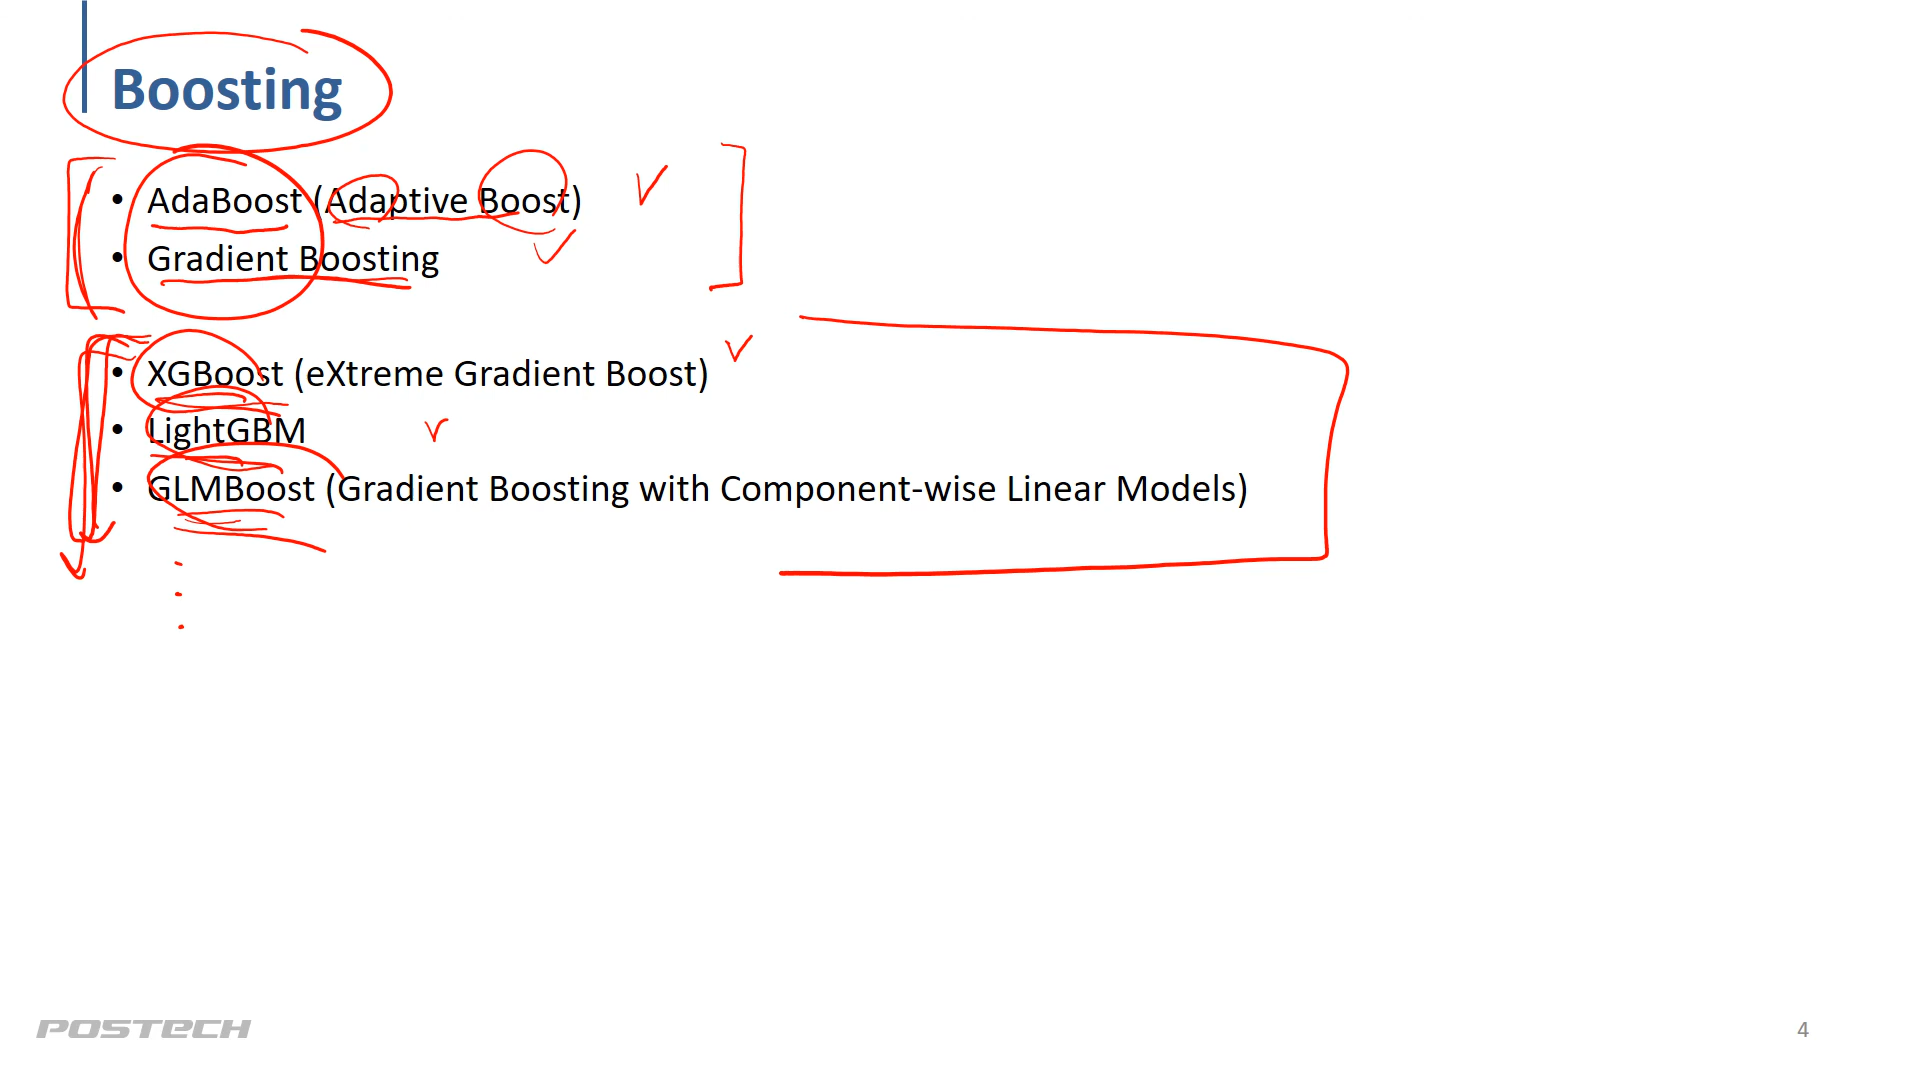 Boosting
• AdaBoost (Adaptive Boost)
• Gradient Boosting
• XGBoost (eXtreme Gradient Boost)
• LightGBM
• GLMBoost (Gradient Boosting with Component-wise Linear Models)
POSTECH
4